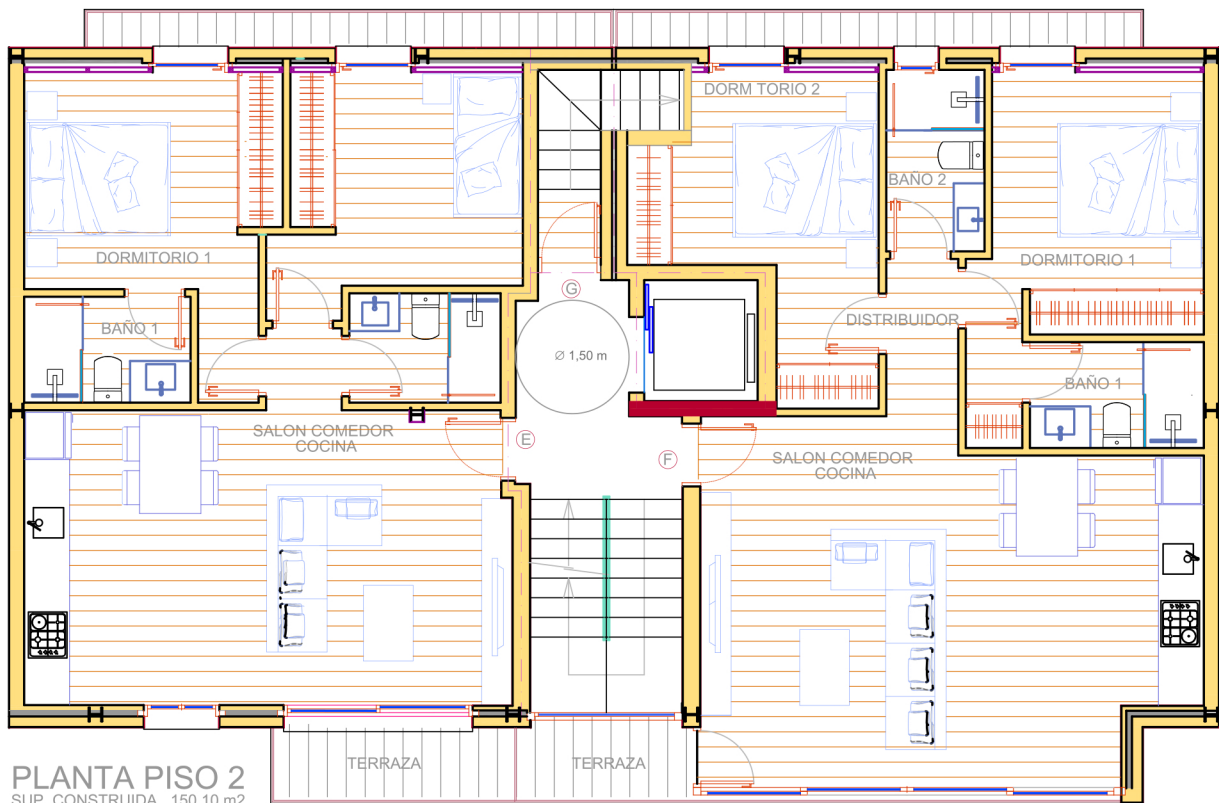 DORM TORIO 2
BAÑO 2
DORMITORIO 1
DORMITORIO 1
G
BAÑO 1
DISTRIBUIDOR
Ø 1,50 m
BAÑO 1
SALON COMEDOR
COCINA
E
F
SALON COMEDOR
COCINA
TERRAZA
TERRAZA
PLANTA PISO 2
SUP. CONSTRUIDA 150,10 m2